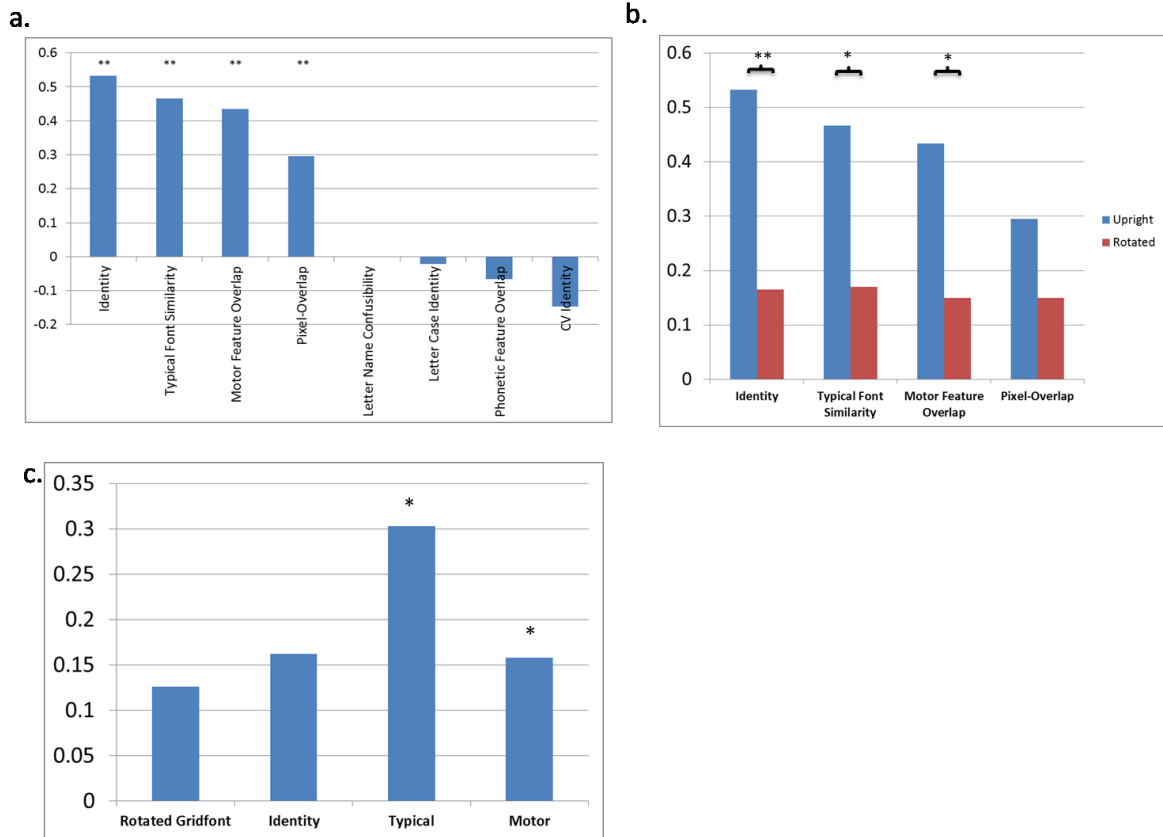 a.
0.6
0.5
0.4
0.3
0.2
0.1
0
-0.1
-0.2
** ** ** **
Identity
Typical Font Similarity
Motor Feature Overlap
Pixel-Overlap
Letter Name Confusibility
Letter Case Identity
Phonetic Feature Overlap
CV Identity
b.
0.6
0.5
0.4
0.3
0.2
0.1
0
** * *
Identity
Typical Font
Similarity
Motor Feature
Overlap
Pixel-Overlap
Upright
Rotated
c.
0.35
0.3
0.25
0.2
0.15
0.1
0.05
0
*
*
Rotated Gridfont
Identity
Typical
Motor